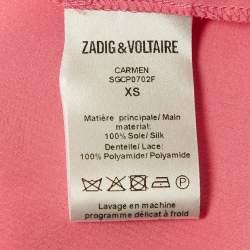 ZADIG & VOLTAIRE
CARMEN
SGCP0702F
XS
Matière principale/ Main
material:
100% Soie/ Silk
Dentelle/ Lace:
100% Polyamide/ Polyamide
Lavage en machine
programme délicat à froid